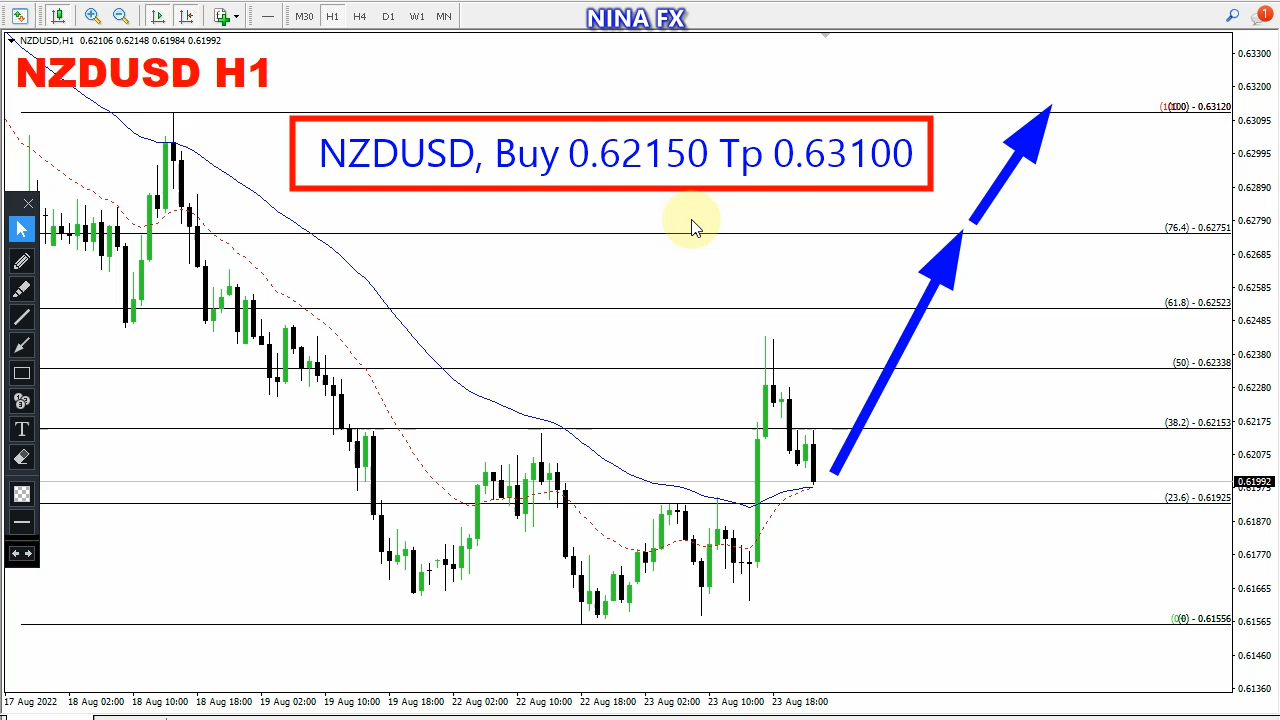 M30 H1 H4 D1 W1 MN
NINA FX
1
NZDUSD,H1 0.62106 0.62148 0.61984 0.61992
NZDUSD H1
NZDUSD, Buy 0.62150 Tp 0.63100
(100) - 0.63120
(76.4) - 0.62751
(61.8) - 0.62523
(50) - 0.62338
(38.2) - 0.62153
(23.6) - 0.61925
(0) - 0.61556
0.63300
0.63200
0.63095
0.62995
0.62890
0.62790
0.62685
0.62585
0.62485
0.62380
0.62280
0.62175
0.62075
0.61992
0.61975
0.61870
0.61770
0.61665
0.61565
0.61460
0.61360
T
17 Aug 2022 18 Aug 02:00 18 Aug 10:00 18 Aug 18:00 19 Aug 02:00 19 Aug 10:00 19 Aug 18:00 22 Aug 02:00 22 Aug 10:00 22 Aug 18:00 23 Aug 02:00 23 Aug 10:00 23 Aug 18:00